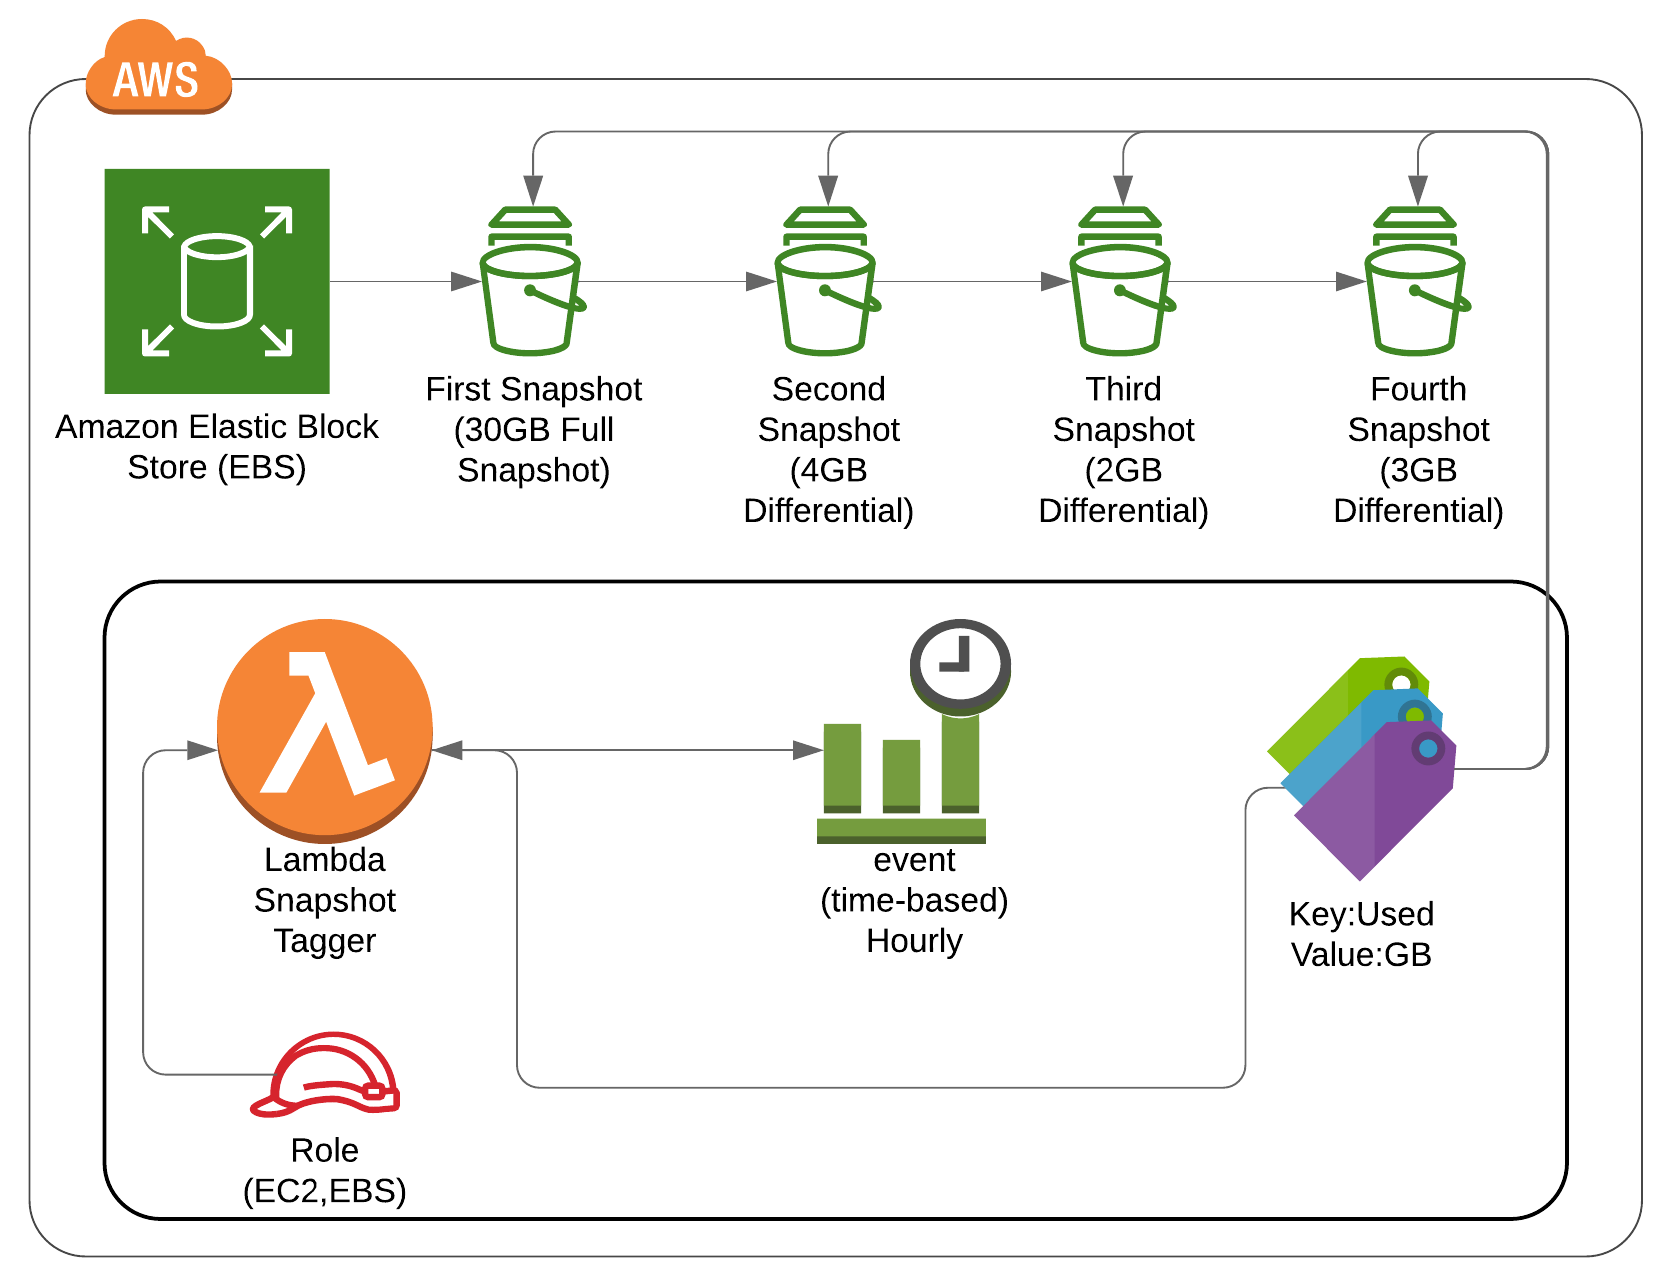 AWS
Amazon Elastic Block
Store (EBS)
First Snapshot
(30GB Full
Snapshot)
Second
Snapshot
(4GB
Differential)
Third
Snapshot
(2GB
Differential)
Fourth
Snapshot
(3GB
Differential)
Lambda
Snapshot
Tagger
event
(time-based)
Hourly
Key:Used
Value:GB
Role
(EC2,EBS)